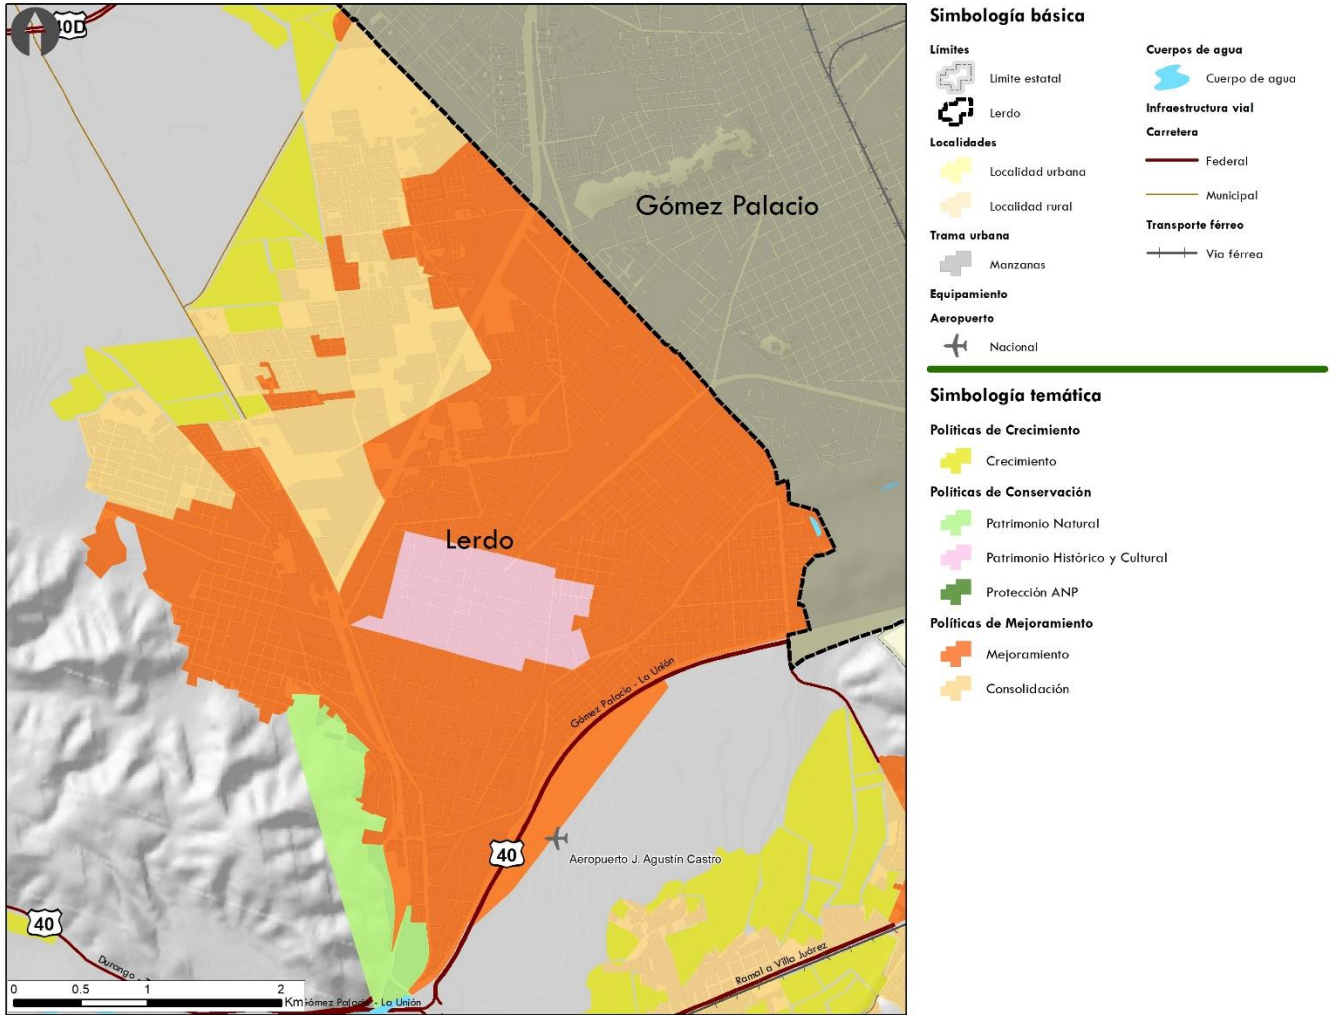 40D
Gómez Palacio
Lerdo
Gómez Palacio - La Unión
40
Aeropuerto J. Agustín Castro
40
Durango -
Ramal a Villa Juárez
0 0.5 1 2
Km
Gómez Palacio - La Unión
Simbología básica
Límites
Limite estatal
Lerdo
Localidades
Localidad urbana
Localidad rural
Trama urbana
Manzanas
Equipamiento
Aeropuerto
Nacional
Cuerpos de agua
Cuerpo de agua
Infraestructura vial
Carretera
Federal
Municipal
Transporte férreo
Vía férrea
Simbología temática
Políticas de Crecimiento
Crecimiento
Políticas de Conservación
Patrimonio Natural
Patrimonio Histórico y Cultural
Protección ANP
Políticas de Mejoramiento
Mejoramiento
Consolidación